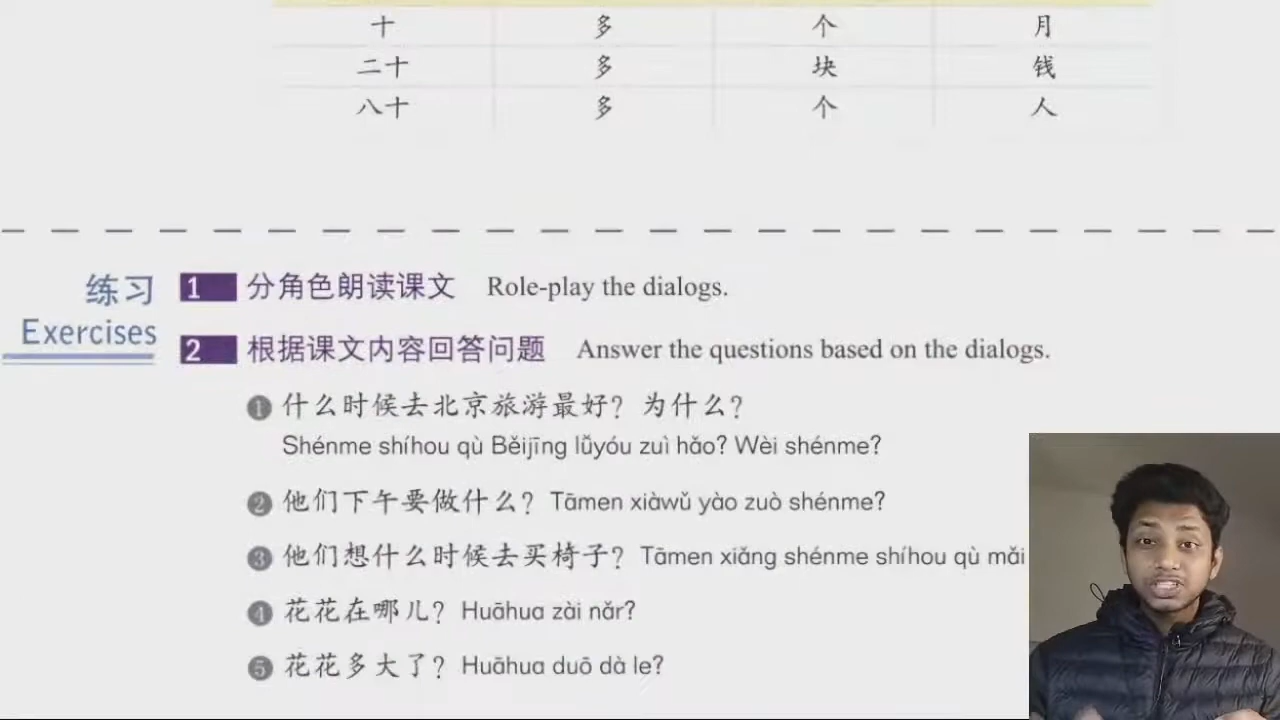 十 多 个 月
二十 多 块 钱
八十 多 个 人
练习
Exercises
1 分角色朗读课文 Role-play the dialogs.
2 根据课文内容回答问题 Answer the questions based on the dialogs.
1 什么时候去北京旅游最好？为什么？
Shénme shíhou qù Běijīng lǚyóu zuì hǎo? Wèi shénme?
2 他们下午要做什么？ Tāmen xiàwǔ yào zuò shénme?
3 他们想什么时候去买椅子？ Tāmen xiǎng shénme shíhou qù mǎi
4 花花在哪儿？ Huāhua zài nǎr?
5 花花多大了？ Huāhua duō dà le?